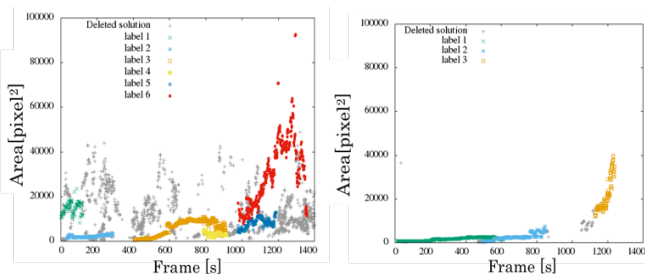 100000
80000
60000
40000
20000
0
Area[pixel²]
Deleted solution
label 1
label 2
label 3
label 4
label 5
label 6
0 200 400 600 800 1000 1200 1400
Frame [s]
100000
80000
60000
40000
20000
0
Area[pixel²]
Deleted solution
label 1
label 2
label 3
0 200 400 600 800 1000 1200 1400
Frame [s]